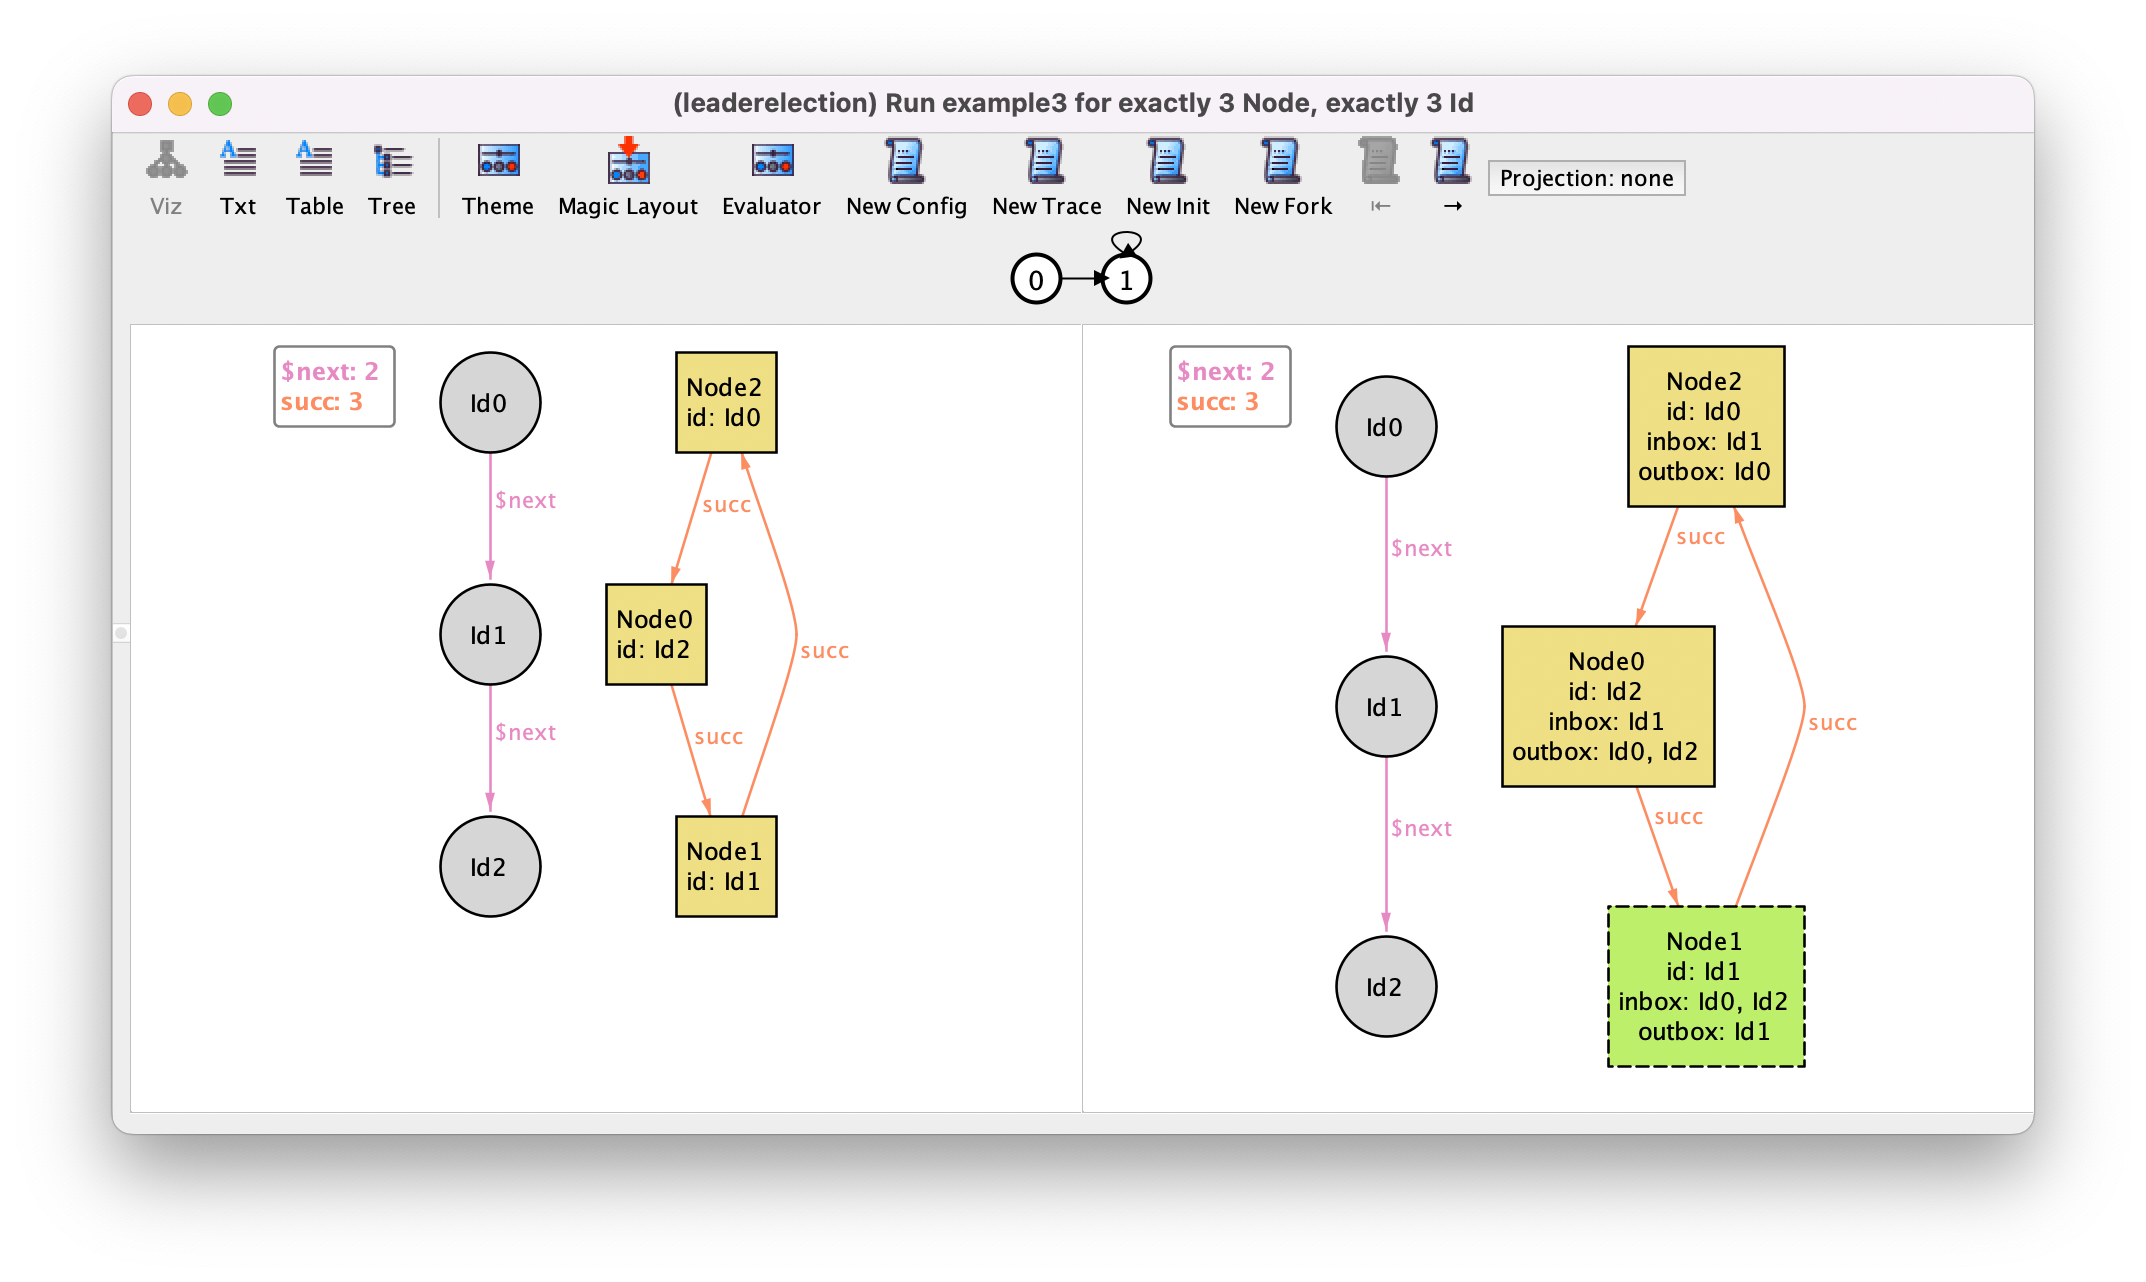 (leaderelection) Run example3 for exactly 3 Node, exactly 3 Id
Viz Txt Table Tree Theme Magic Layout Evaluator New Config New Trace New Init New Fork ⇤ → Projection: none
0 1
$next: 2
succ: 3
Id0
$next
Id1
$next
Id2
Node2
id: Id0
succ
Node0
id: Id2
succ
succ
Node1
id: Id1
$next: 2
succ: 3
Id0
$next
Id1
$next
Id2
Node2
id: Id0
inbox: Id1
outbox: Id0
succ
Node0
id: Id2
inbox: Id1
outbox: Id0, Id2
succ
succ
Node1
id: Id1
inbox: Id0, Id2
outbox: Id1